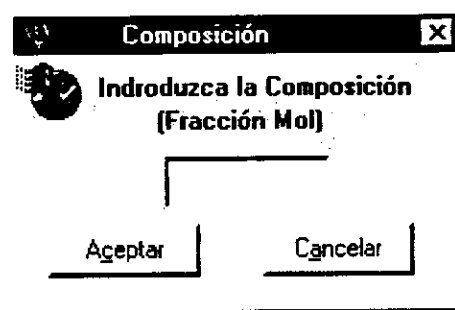 Composición
Indroduzca la Composición
(Fracción Mol)
Aceptar Cancelar